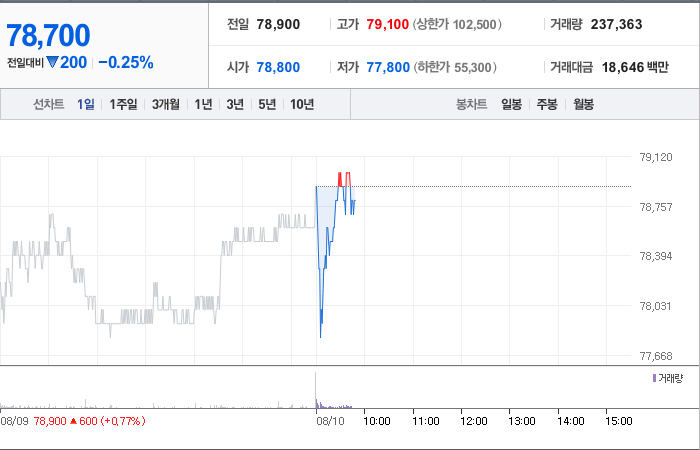 78,700
전일대비 ▼200 -0.25%
전일 78,900 고가 79,100 (상한가 102,500) 거래량 237,363
시가 78,800 저가 77,800 (하한가 55,300) 거래대금 18,646 백만
선차트 1일 1주일 3개월 1년 3년 5년 10년 봉차트 일봉 주봉 월봉
79,120
78,757
78,394
78,031
77,668
거래량
08/09 78,900 ▲ 600 (+0.77%) 08/10 10:00 11:00 12:00 13:00 14:00 15:00